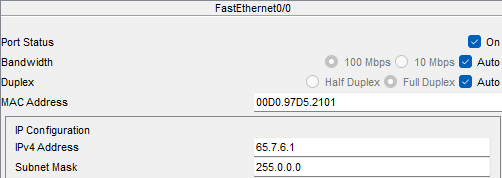 FastEthernet0/0
Port Status On
Bandwidth 100 Mbps 10 Mbps Auto
Duplex Half Duplex Full Duplex Auto
MAC Address 00D0.97D5.2101
IP Configuration
IPv4 Address 65.7.6.1
Subnet Mask 255.0.0.0